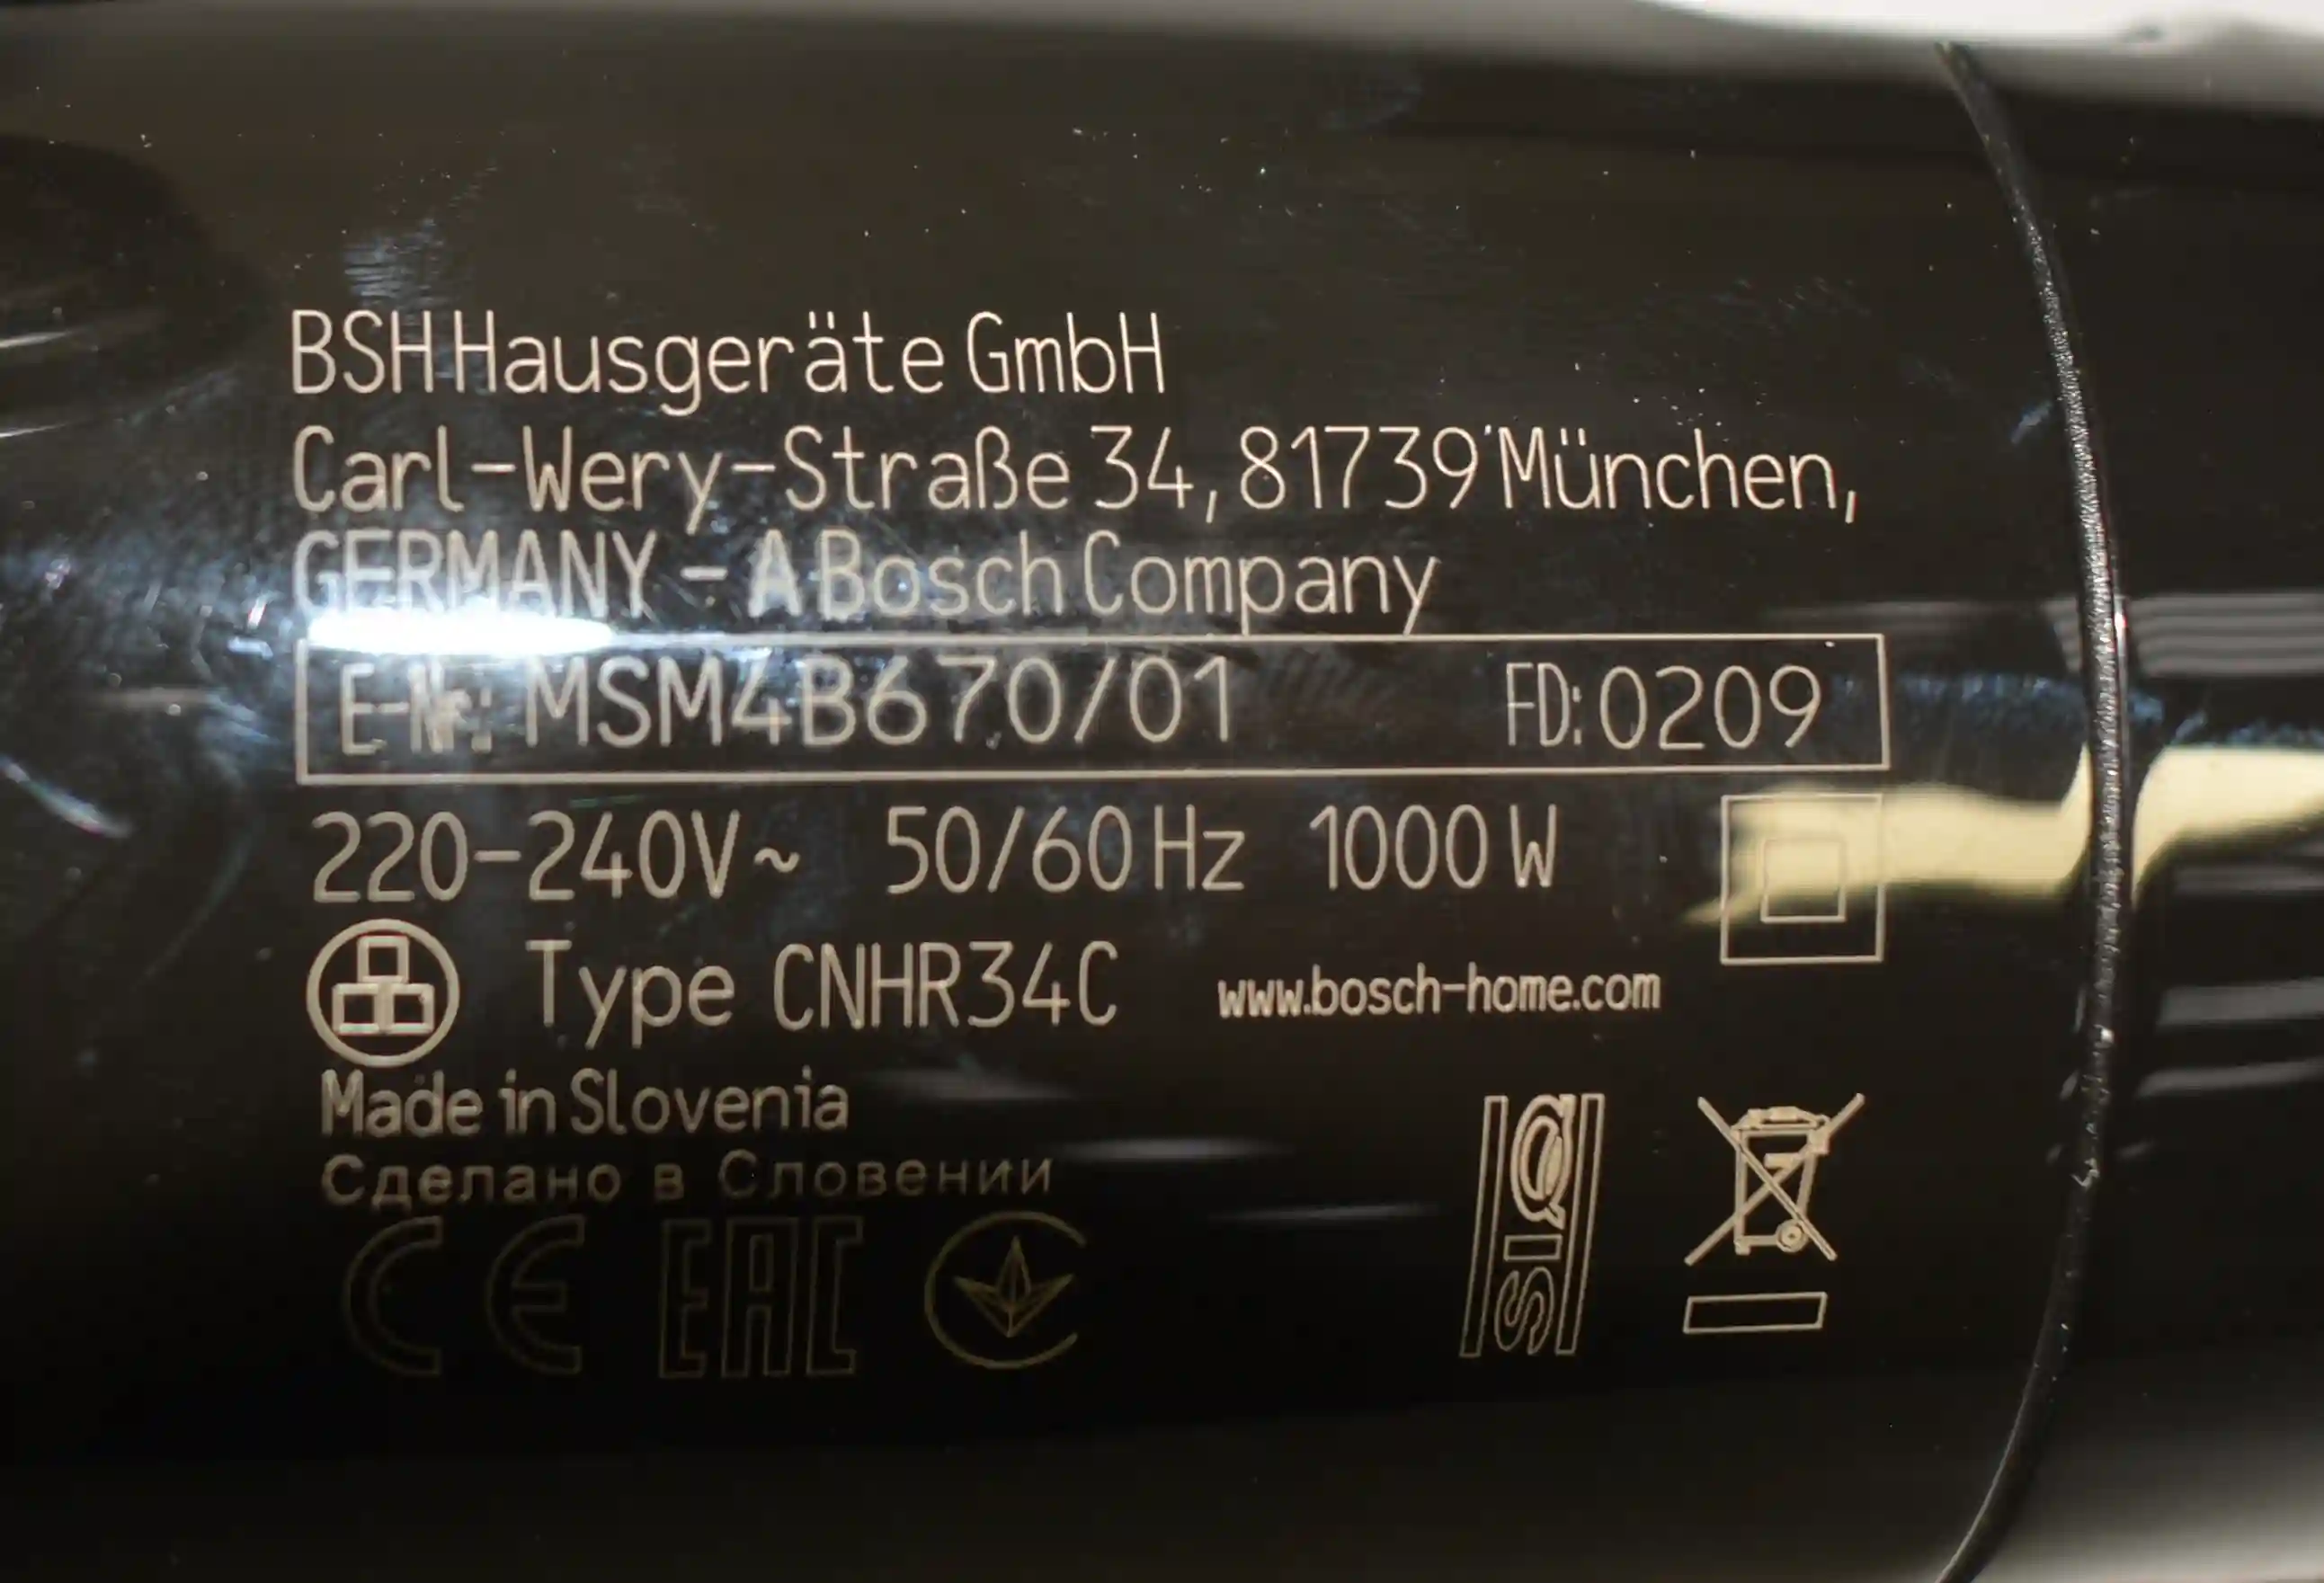 BSH Hausgeräte GmbH
Carl-Wery-Straße 34, 81739 München,
GERMANY - A Bosch Company
E-Nr.: MSM4B670/01 FD: 0209
220-240V~ 50/60 Hz 1000 W
Type CNHR34C www.bosch-home.com
Made in Slovenia
Сделано в Словении
CE EAC
SIQ